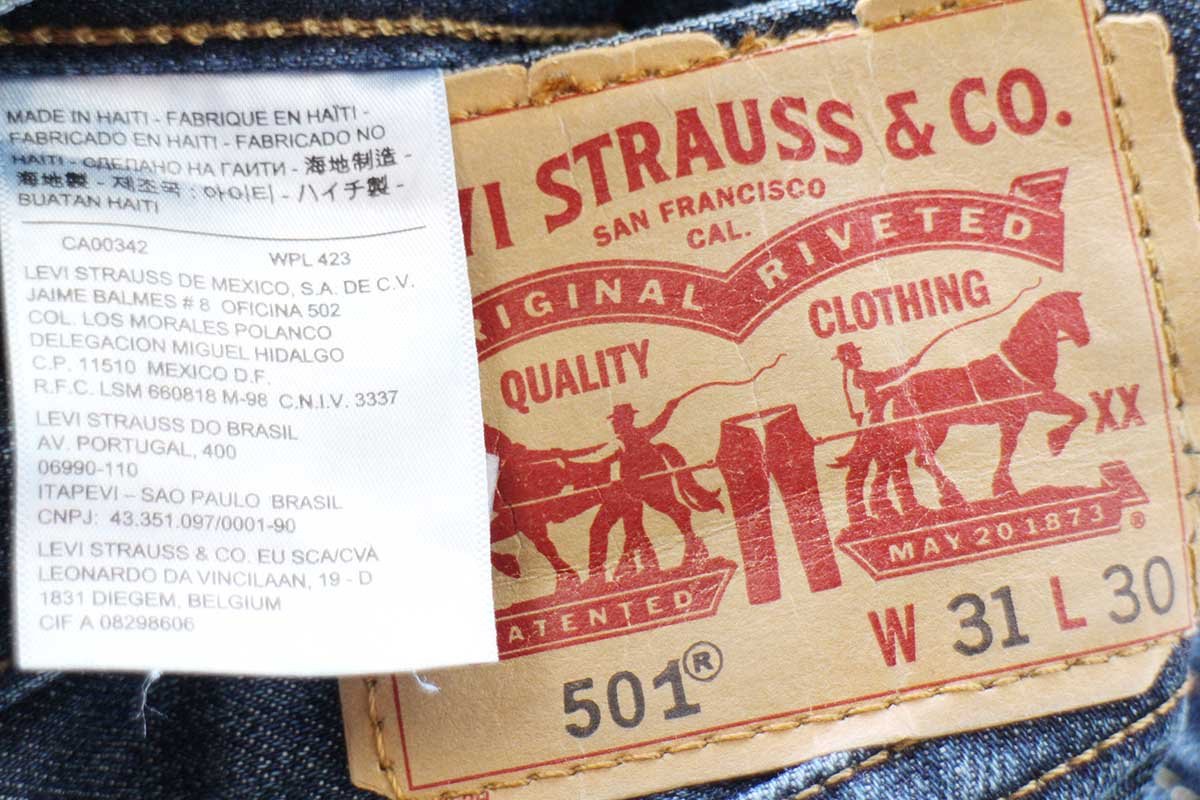 MADE IN HAITI - FABRIQUE EN HAÏTI -
FABRICADO EN HAITI - FABRICADO NO
HAITI - СДЕЛАНО НА ГАИТИ - 海地制造 -
海地製 - 제조국 : 아이티 - ハイチ製 -
BUATAN HAITI
CA00342 WPL 423
LEVI STRAUSS DE MEXICO, S.A. DE C.V.
JAIME BALMES # 8 OFICINA 502
COL. LOS MORALES POLANCO
DELEGACION MIGUEL HIDALGO
C.P. 11510 MEXICO D.F.
R.F.C. LSM 660818 M-98 C.N.I.V. 3337
LEVI STRAUSS DO BRASIL
AV. PORTUGAL, 400
06990-110
ITAPEVI – SAO PAULO BRASIL
CNPJ: 43.351.097/0001-90
LEVI STRAUSS & CO. EU SCA/CVA
LEONARDO DA VINCILAAN, 19 - D
1831 DIEGEM, BELGIUM
CIF A 08298606
VI STRAUSS & CO.
SAN FRANCISCO
CAL.
RIGINAL RIVETED
QUALITY CLOTHING
XX
ATENTED MAY 20 1873 ®
501® W 31 L 30